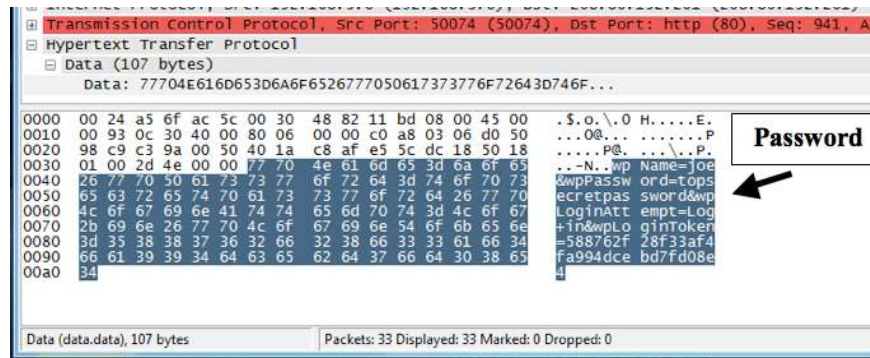 Internet Protocol, Src: Dst:
Transmission Control Protocol, Src Port: 50074 (50074), Dst Port: http (80), Seq: 941, A
Hypertext Transfer Protocol
Data (107 bytes)
Data: 77704E616D653D6A6F6526777050617373776F72643D746F...
0000 00 24 a5 6f ac 5c 00 30 48 82 11 bd 08 00 45 00 .$.o.\.0 H.....E.
0010 00 93 0c 30 40 00 80 06 00 00 c0 a8 03 06 d0 50 ...0@... .......P
0020 98 c9 c3 9a 00 50 40 1a c8 af e5 5c dc 18 50 18 .....P@. ...\..P.
0030 01 00 2d 4e 00 00 77 70 4e 61 6d 65 3d 6a 6f 65 ..-N..wp Name=joe
0040 26 77 70 50 61 73 73 77 6f 72 64 3d 74 6f 70 73 &wpPassw ord=tops
0050 65 63 72 65 74 70 61 73 73 77 6f 72 64 26 77 70 ecretpas sword&wp
0060 4c 6f 67 69 6e 41 74 74 65 6d 70 74 3d 4c 6f 67 LoginAtt empt=Log
0070 2b 69 6e 26 77 70 4c 6f 67 69 6e 54 6f 6b 65 6e +in&wpLo ginToken
0080 3d 35 38 38 37 36 32 66 32 38 66 33 33 61 66 34 =588762f 28f33af4
0090 66 61 39 39 34 64 63 65 62 64 37 66 64 30 38 65 fa994dce bd7fd08e
00a0 34 4
Password
Data (data.data), 107 bytes
Packets: 33 Displayed: 33 Marked: 0 Dropped: 0